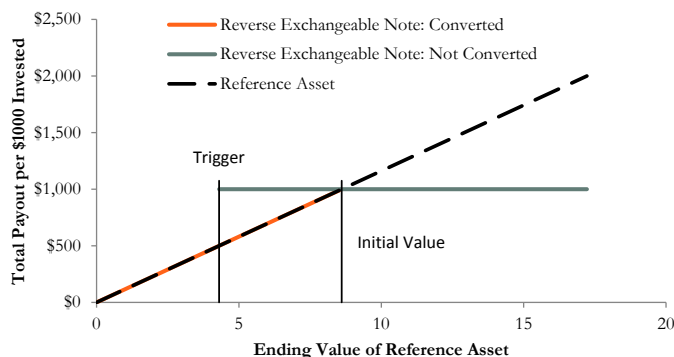 $2,500
Reverse Exchangeable Note: Converted
Reverse Exchangeable Note: Not Converted
$2,000
Reference Asset
$1,500
Trigger
$1,000
Total Payout per $1000 Invested
Initial Value
$500
$0
0
5
10
15
20
Ending Value of Reference Asset